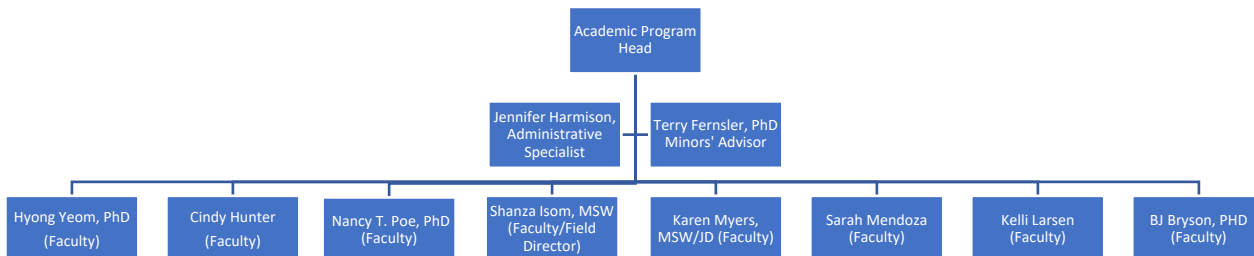 Academic Program
Head
Jennifer Harmison,
Administrative
Specialist
Terry Fernsler, PhD
Minors' Advisor
Hyong Yeom, PhD
(Faculty)
Cindy Hunter
(Faculty)
Nancy T. Poe, PhD
(Faculty)
Shanza Isom, MSW
(Faculty/Field
Director)
Karen Myers,
MSW/JD (Faculty)
Sarah Mendoza
(Faculty)
Kelli Larsen
(Faculty)
BJ Bryson, PHD
(Faculty)